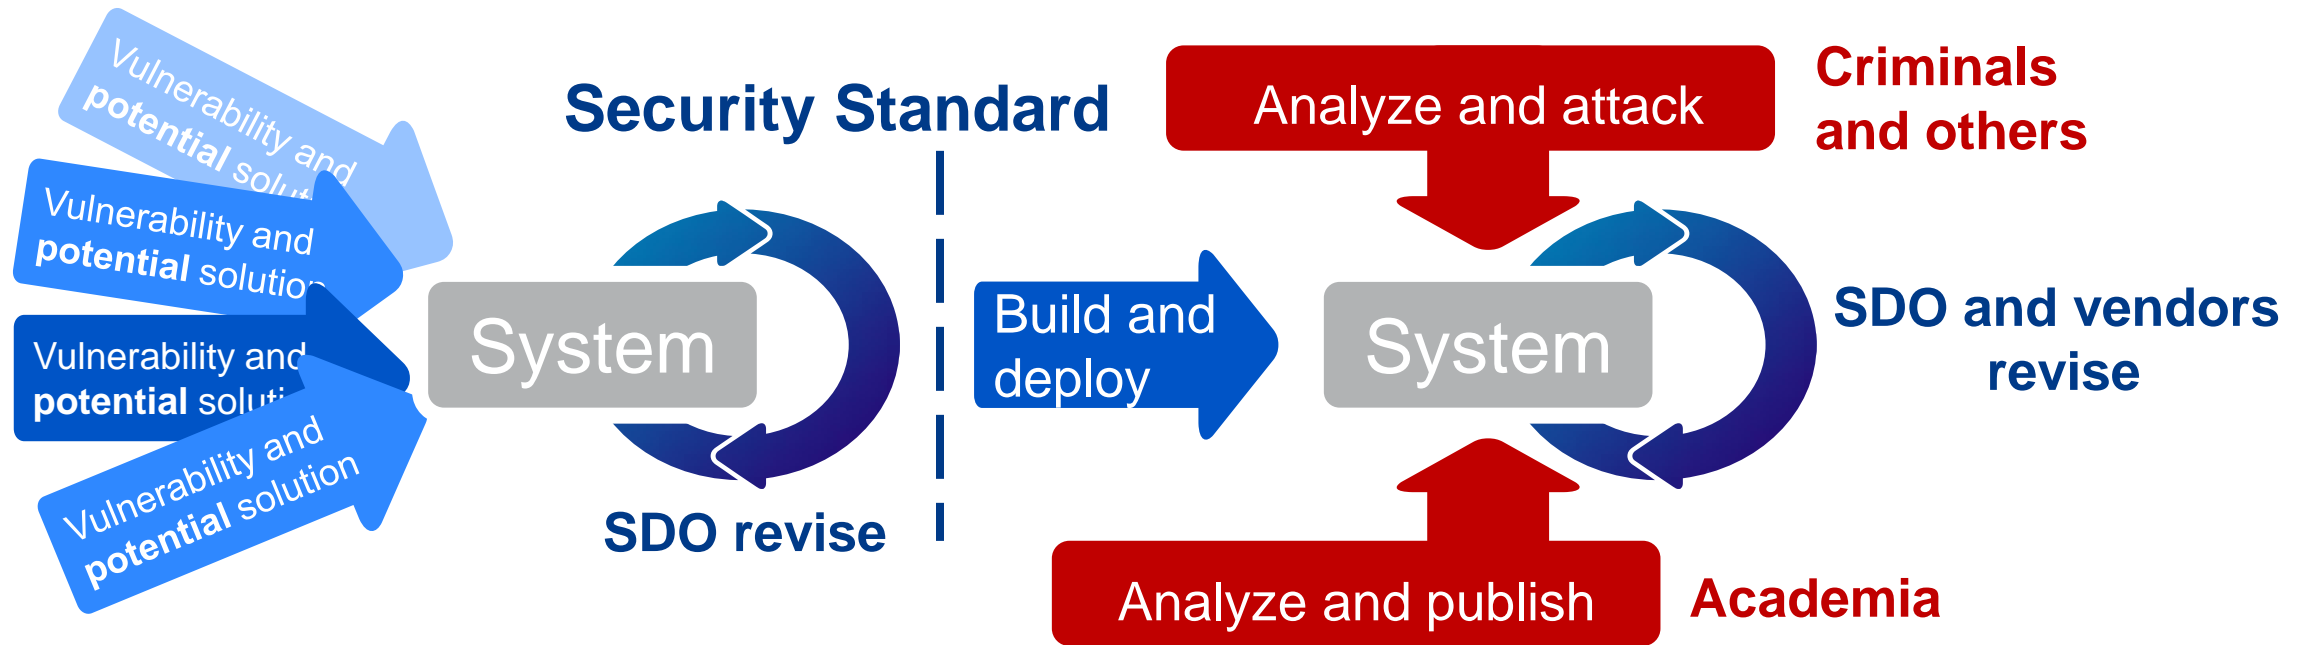 Vulnerability and
potential
Vulnerability and
potential
Vulnerability and
potential
Vulnerability and
potential solution
Security Standard
System
SDO revise
Build and
deploy
Analyze and attack
Criminals
and others
System
SDO and vendors
revise
Analyze and publish
Academia